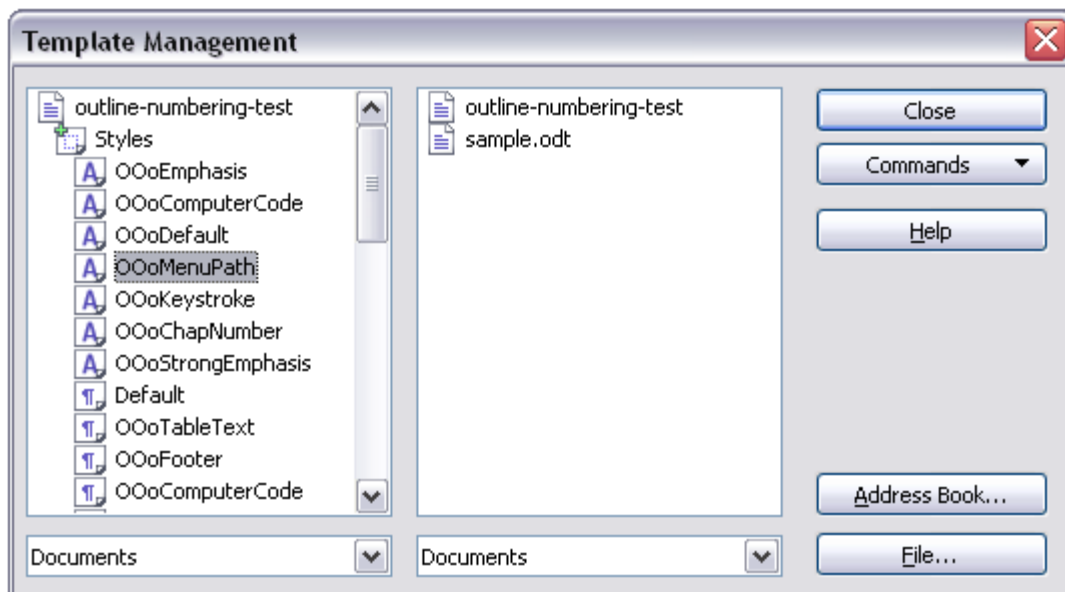 Template Management
outline-numbering-test
Styles
OOoEmphasis
OOoComputerCode
OOoDefault
OOoMenuPath
OOoKeystroke
OOoChapNumber
OOoStrongEmphasis
Default
OOoTableText
OOoFooter
OOoComputerCode
Documents
outline-numbering-test
sample.odt
Documents
Close
Commands
Help
Address Book...
File...